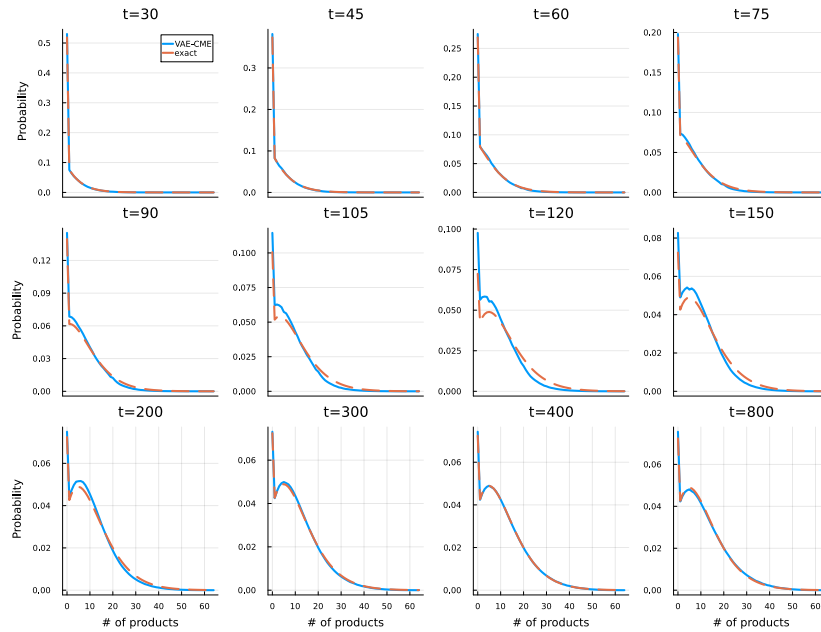 t=30
t=45
t=60
t=75
Probability
0.5
0.4
0.3
0.2
0.1
0.0
VAE-CME
exact
0.3
0.2
0.1
0.0
0.25
0.20
0.15
0.10
0.05
0.00
0.20
0.15
0.10
0.05
0.00
t=90
t=105
t=120
t=150
Probability
0.12
0.09
0.06
0.03
0.00
0.100
0.075
0.050
0.025
0.000
0.100
0.075
0.050
0.025
0.000
0.08
0.06
0.04
0.02
0.00
t=200
t=300
t=400
t=800
Probability
0.06
0.04
0.02
0.00
0.06
0.04
0.02
0.00
0.06
0.04
0.02
0.00
0.06
0.04
0.02
0.00
0 10 20 30 40 50 60
0 10 20 30 40 50 60
0 10 20 30 40 50 60
0 10 20 30 40 50 60
# of products
# of products
# of products
# of products